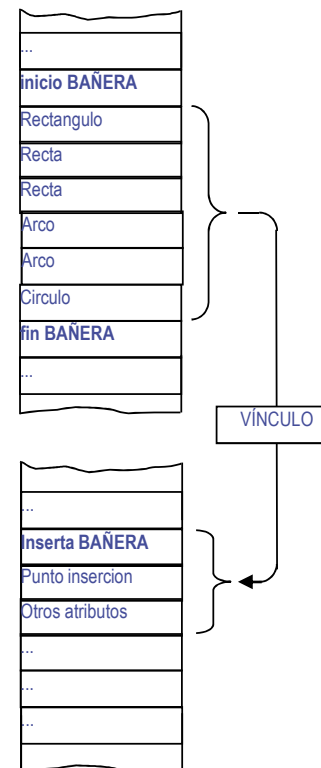 ...
inicio BAÑERA
Rectangulo
Recta
Recta
Arco
Arco
Circulo
fin BAÑERA
...
VÍNCULO
...
Inserta BAÑERA
Punto insercion
Otros atributos
...
...
...